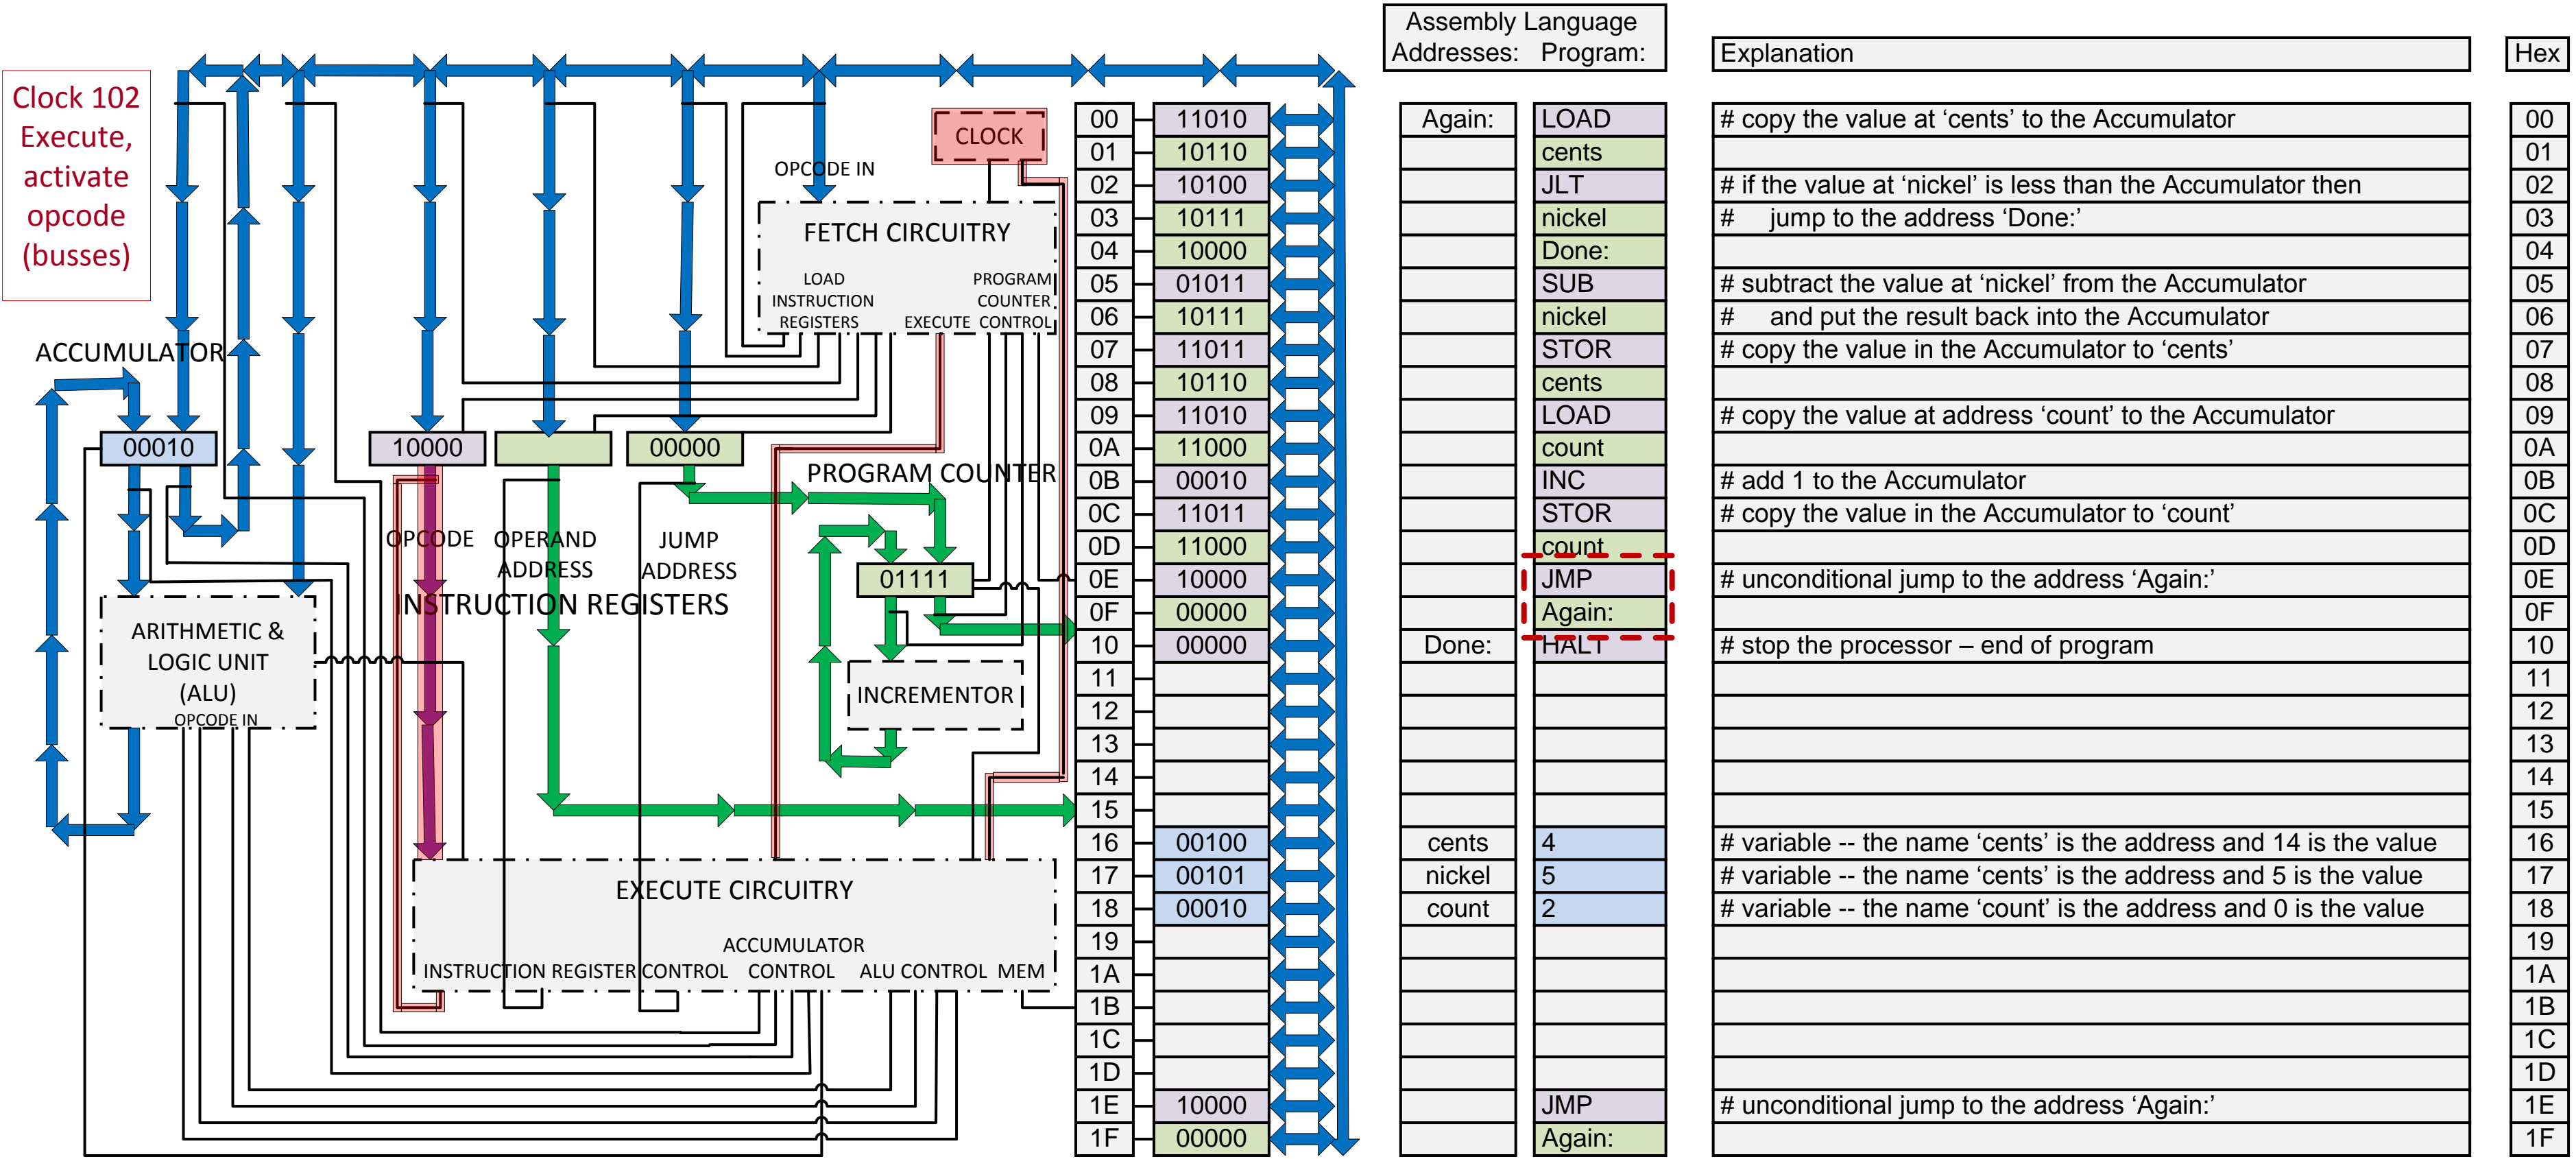 Clock 102
Execute,
activate
opcode
(busses)
CLOCK
OPCODE IN
FETCH CIRCUITRY
LOAD
INSTRUCTION
REGISTERS
EXECUTE
PROGRAM
COUNTER
CONTROL
ACCUMULATOR
00010
10000
00000
PROGRAM COUNTER
OPCODE
OPERAND
ADDRESS
JUMP
ADDRESS
INSTRUCTION REGISTERS
01111
INCREMENTOR
ARITHMETIC &
LOGIC UNIT
(ALU)
OPCODE IN
EXECUTE CIRCUITRY
INSTRUCTION REGISTER CONTROL
ACCUMULATOR
CONTROL
ALU CONTROL
MEM
Assembly Language
Addresses: Program:
Explanation
Hex
00 11010 Again: LOAD # copy the value at 'cents' to the Accumulator 00
01 10110 cents 01
02 10100 JLT # if the value at 'nickel' is less than the Accumulator then 02
03 10111 nickel # jump to the address 'Done:' 03
04 10000 Done: 04
05 01011 SUB # subtract the value at 'nickel' from the Accumulator 05
06 10111 nickel # and put the result back into the Accumulator 06
07 11011 STOR # copy the value in the Accumulator to 'cents' 07
08 10110 cents 08
09 11010 LOAD # copy the value at address 'count' to the Accumulator 09
0A 11000 count 0A
0B 00010 INC # add 1 to the Accumulator 0B
0C 11011 STOR # copy the value in the Accumulator to 'count' 0C
0D 11000 count 0D
0E 10000 JMP # unconditional jump to the address 'Again:' 0E
0F 00000 Again: 0F
10 00000 Done: HALT # stop the processor – end of program 10
11 11
12 12
13 13
14 14
15 15
16 00100 cents 4 # variable -- the name 'cents' is the address and 14 is the value 16
17 00101 nickel 5 # variable -- the name 'cents' is the address and 5 is the value 17
18 00010 count 2 # variable -- the name 'count' is the address and 0 is the value 18
19 19
1A 1A
1B 1B
1C 1C
1D 1D
1E 10000 JMP # unconditional jump to the address 'Again:' 1E
1F 00000 Again: 1F